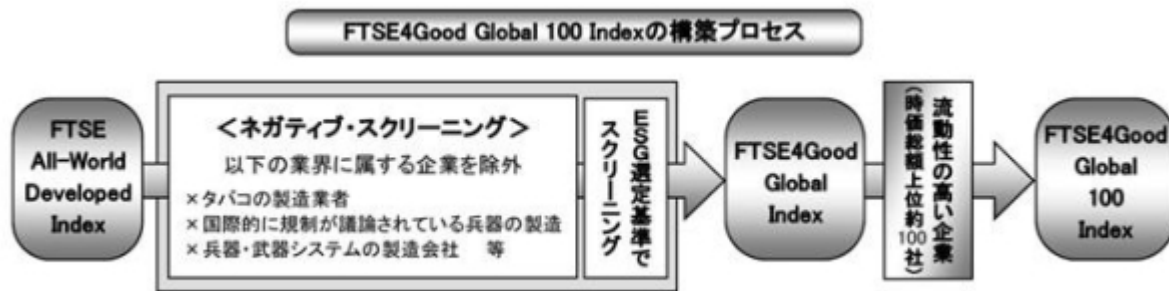 FTSE4Good Global 100 Indexの構築プロセス
FTSE
All-World
Developed
Index
＜ネガティブ・スクリーニング＞
以下の業界に属する企業を除外
×タバコの製造業者
×国際的に規制が議論されている兵器の製造
×兵器・武器システムの製造会社　等
ESG選定基準で
スクリーニング
FTSE4Good
Global
Index
流動性の高い企業
（時価総額上位約100社）
FTSE4Good
Global
100
Index